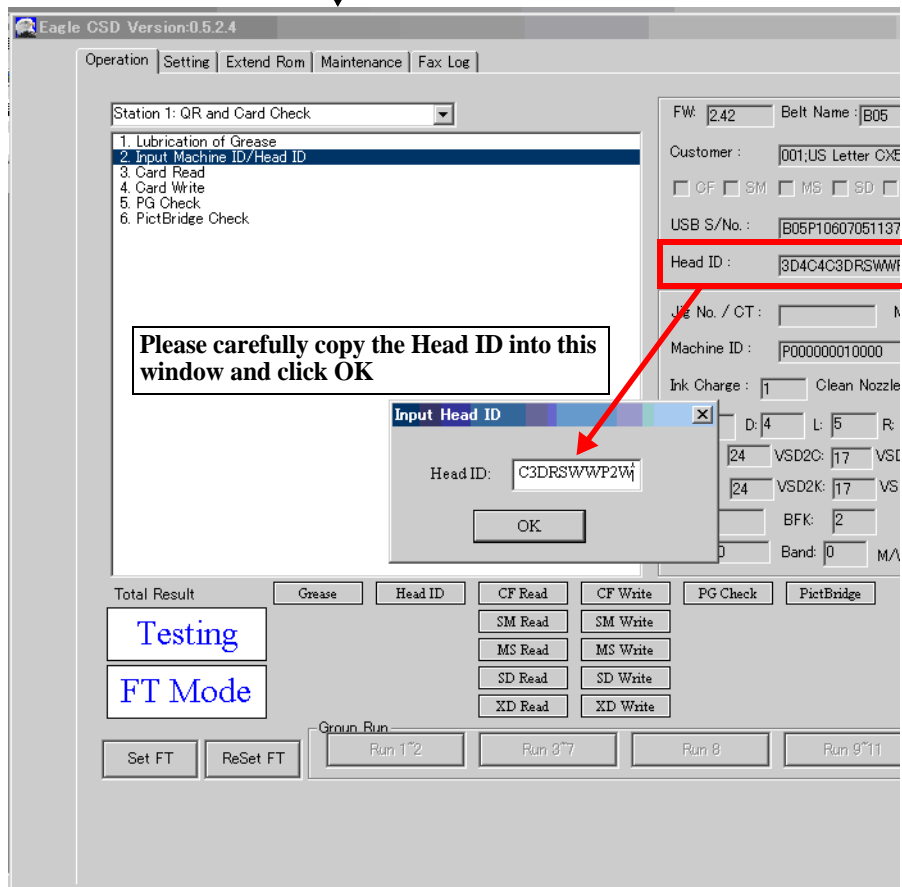 Eagle CSD Version:0.5.2.4
Operation Setting Extend Rom Maintenance Fax Log
Station 1: QR and Card Check
1. Lubrication of Grease
2. Input Machine ID/Head ID
3. Card Read
4. Card Write
5. PG Check
6. PictBridge Check
FW: 2.42 Belt Name : B05
Customer : 001;US Letter CX5
CF SM MS SD
USB S/No. : B05P10607051137
Head ID : 3D4C4C3DRSWWP
Jig No. / CT :
Machine ID : P000000010000
Ink Charge : 1 Clean Nozzle
D: 4 L: 5 R:
24 VSD2C: 17 VSD
24 VSD2K: 17 VS
BFK: 2
Band: 0 M/W
Please carefully copy the Head ID into this
window and click OK
Input Head ID
Head ID: C3DRSWWP2W
OK
Total Result
Testing
FT Mode
Grease Head ID CF Read CF Write PG Check PictBridge
SM Read SM Write
MS Read MS Write
SD Read SD Write
XD Read XD Write
Set FT ReSet FT
Group Run
Run 1~2 Run 3~7 Run 8 Run 9~11